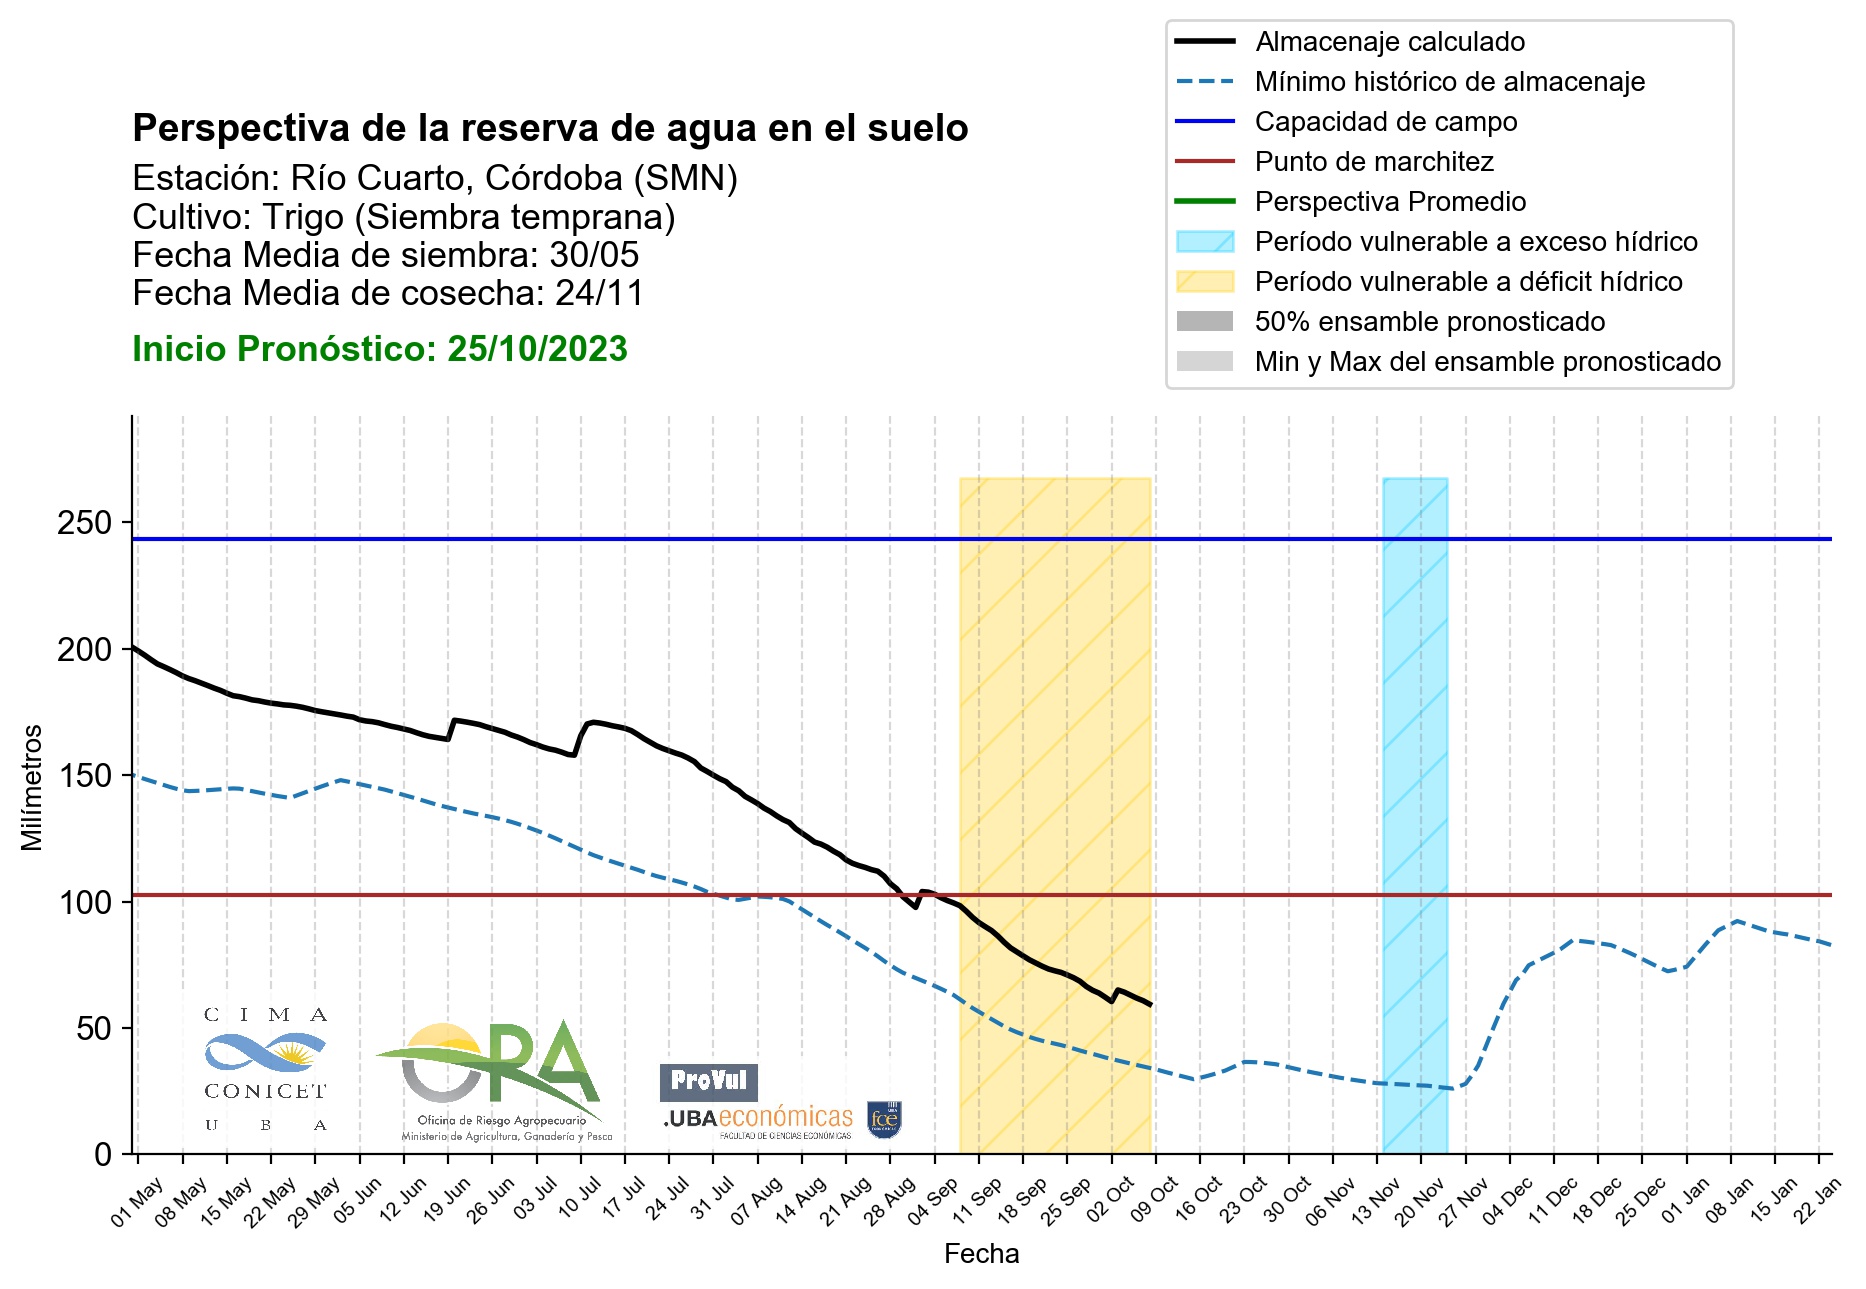 Almacenaje calculado
Mínimo histórico de almacenaje
Capacidad de campo
Punto de marchitez
Perspectiva Promedio
Período vulnerable a exceso hídrico
Período vulnerable a déficit hídrico
50% ensamble pronosticado
Min y Max del ensamble pronosticado
Perspectiva de la reserva de agua en el suelo
Estación: Río Cuarto, Córdoba (SMN)
Cultivo: Trigo (Siembra temprana)
Fecha Media de siembra: 30/05
Fecha Media de cosecha: 24/11
Inicio Pronóstico: 25/10/2023
Milímetros
250
200
150
100
50
0
CIMA
CONICET
UBA
ORA
Oficina de Riesgo Agropecuario
Ministerio de Agricultura, Ganadería y Pesca
ProVul
.UBAeconómicas
FACULTAD DE CIENCIAS ECONÓMICAS
fce
01 May
08 May
15 May
22 May
29 May
05 Jun
12 Jun
19 Jun
26 Jun
03 Jul
10 Jul
17 Jul
24 Jul
31 Jul
07 Aug
14 Aug
21 Aug
28 Aug
04 Sep
11 Sep
18 Sep
25 Sep
02 Oct
09 Oct
16 Oct
23 Oct
30 Oct
06 Nov
13 Nov
20 Nov
27 Nov
04 Dec
11 Dec
18 Dec
25 Dec
01 Jan
08 Jan
15 Jan
22 Jan
Fecha